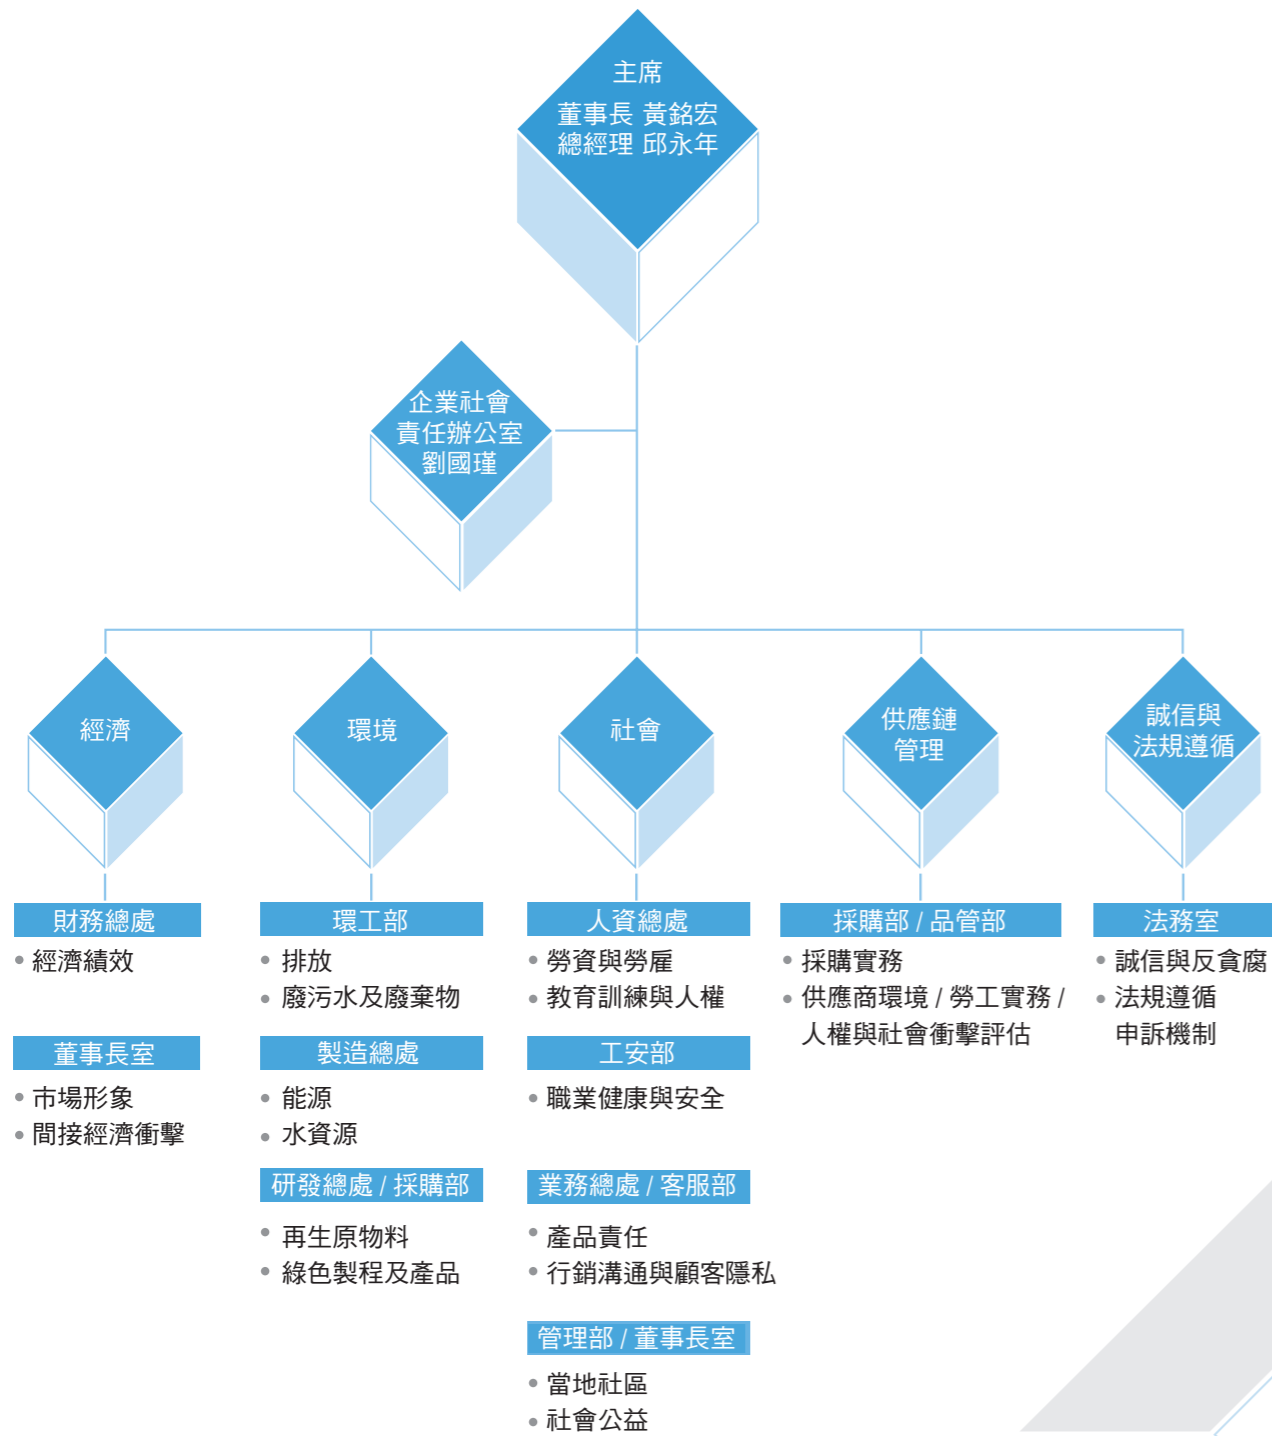 主席
董事長 黃銘宏
總經理 邱永年
企業社會
責任辦公室
劉國瑾
經濟
財務總處
• 經濟績效
董事長室
• 市場形象
• 間接經濟衝擊
環境
環工部
• 排放
• 廢污水及廢棄物
製造總處
• 能源
• 水資源
研發總處 / 採購部
• 再生原物料
• 綠色製程及產品
社會
人資總處
• 勞資與勞雇
• 教育訓練與人權
工安部
• 職業健康與安全
業務總處 / 客服部
• 產品責任
• 行銷溝通與顧客隱私
管理部 / 董事長室
• 當地社區
• 社會公益
供應鏈
管理
採購部 / 品管部
• 採購實務
• 供應商環境 / 勞工實務 /
人權與社會衝擊評估
誠信與
法規遵循
法務室
• 誠信與反貪腐
• 法規遵循
申訴機制